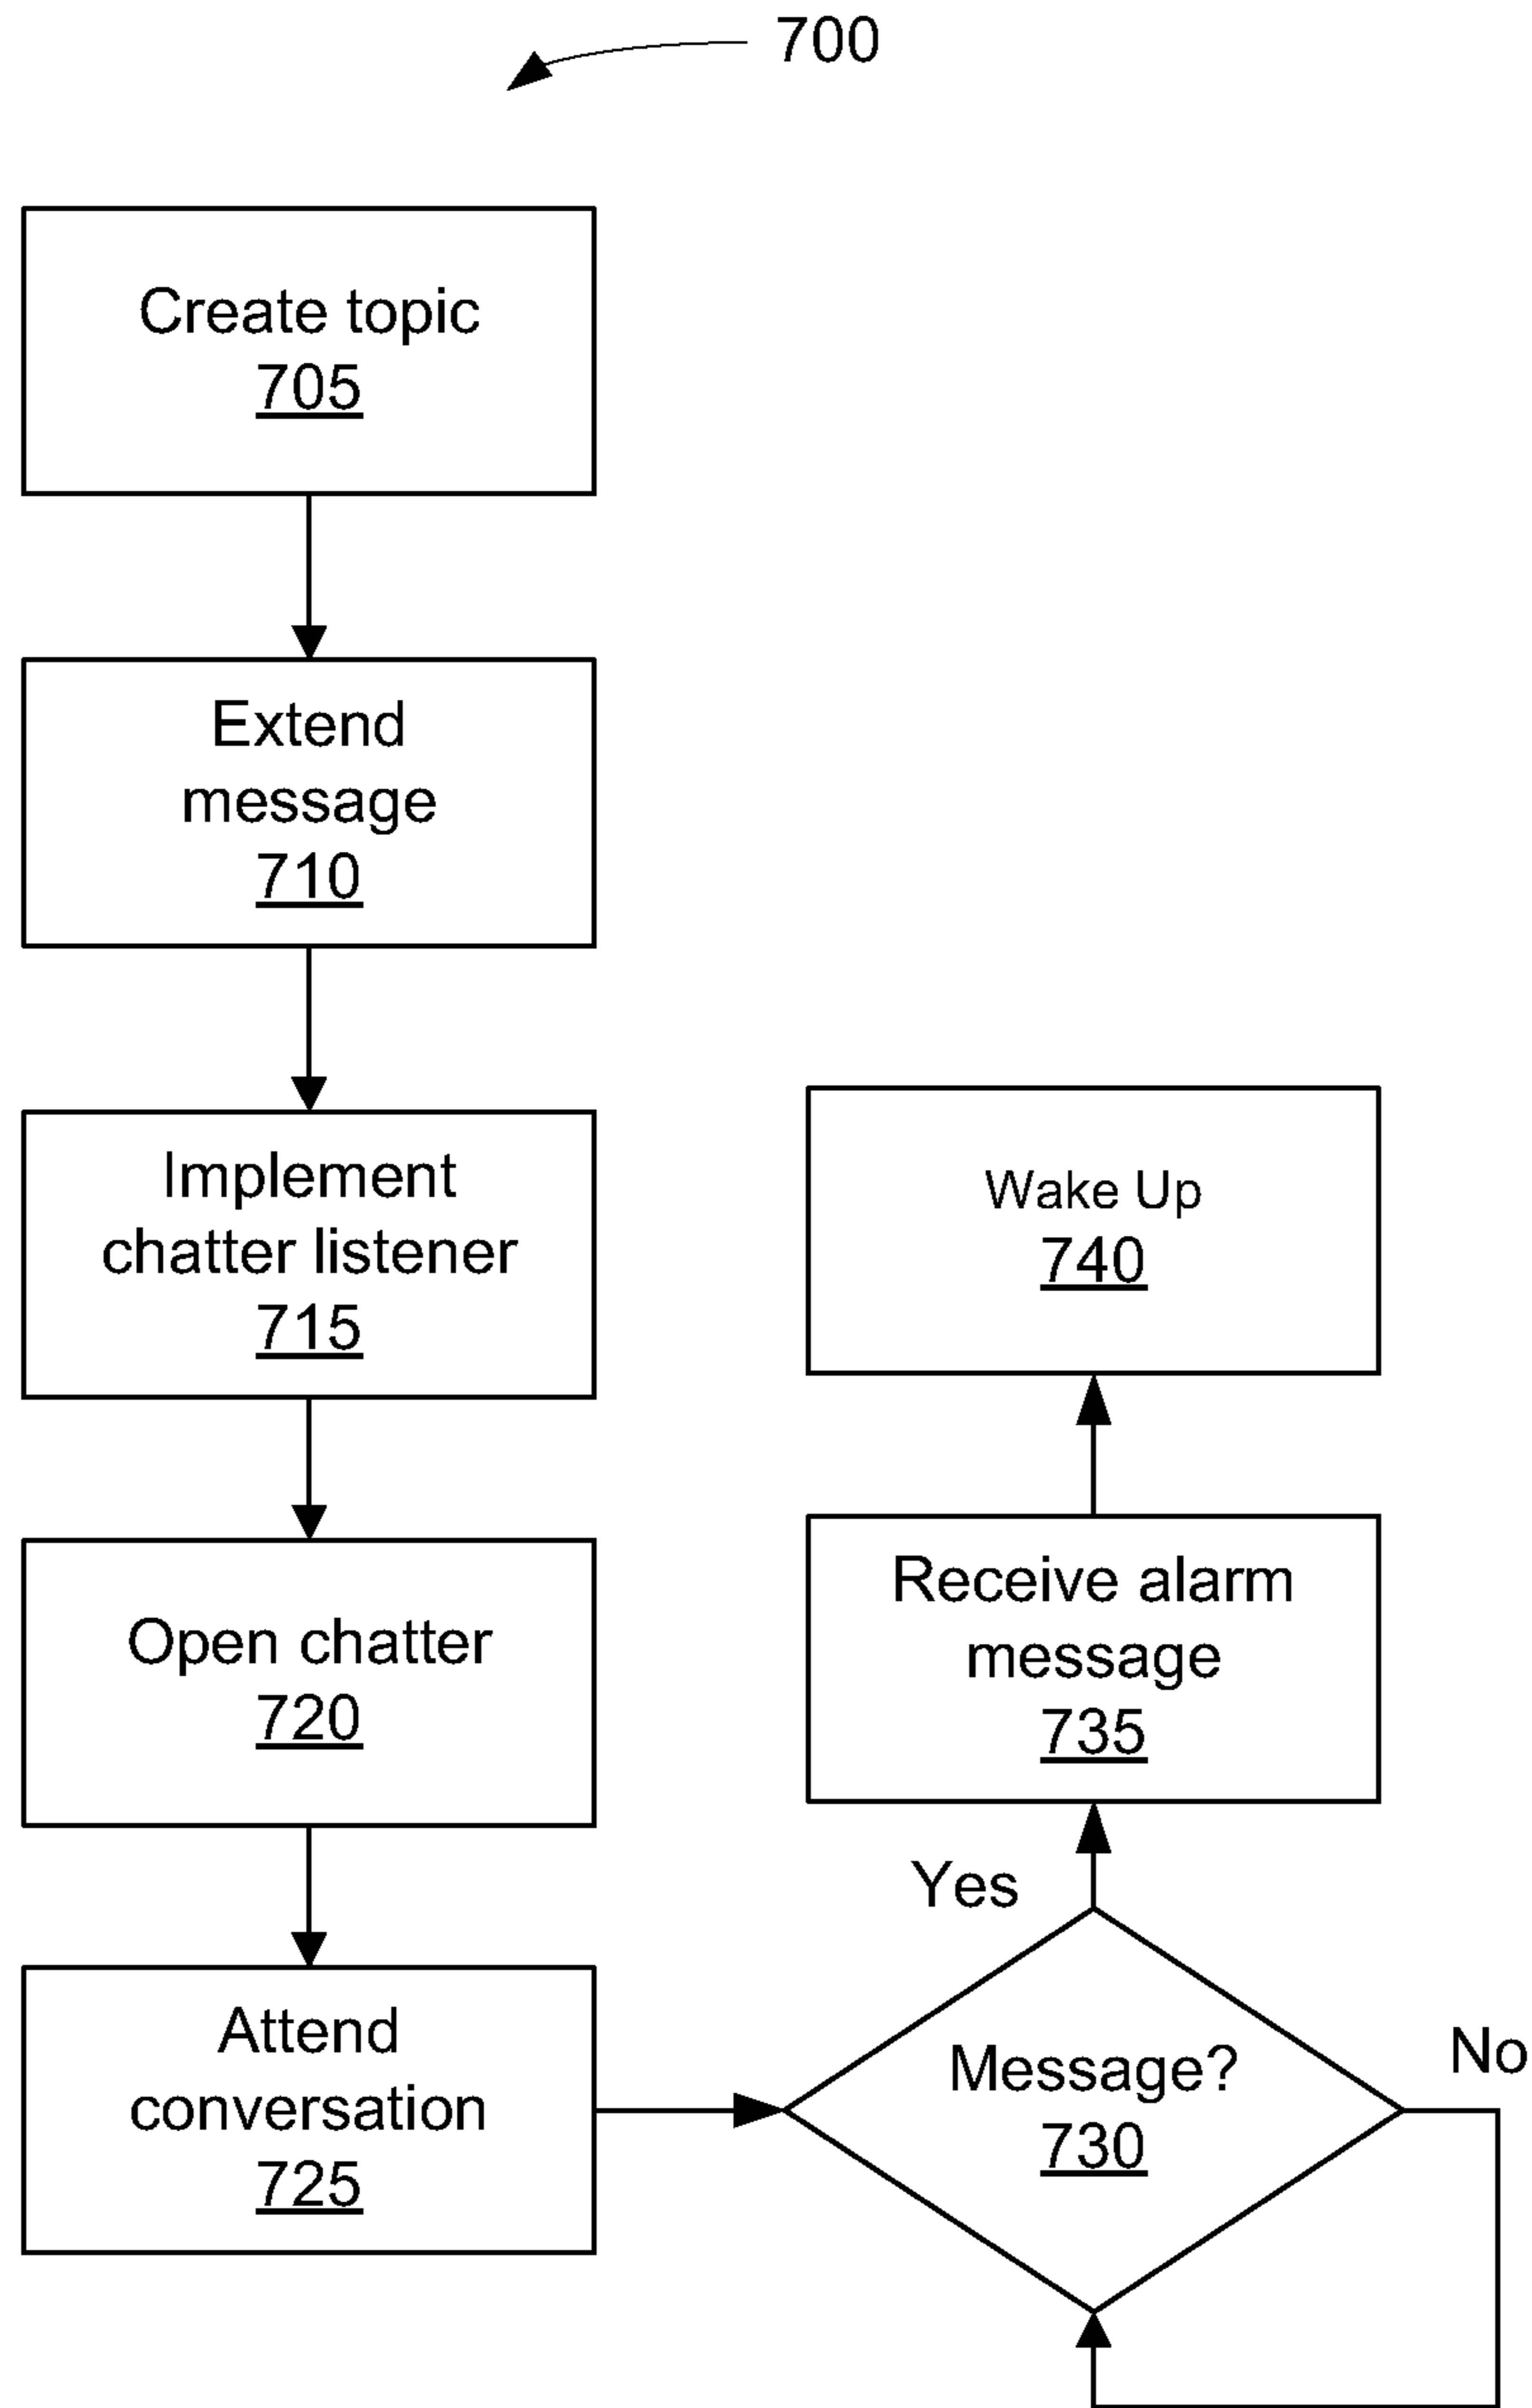 700
Create topic
705
Extend
message
710
Implement
chatter listener
715
Open chatter
720
Attend
conversation
725
Wake Up
740
Receive alarm
message
735
Yes
Message?
730
No